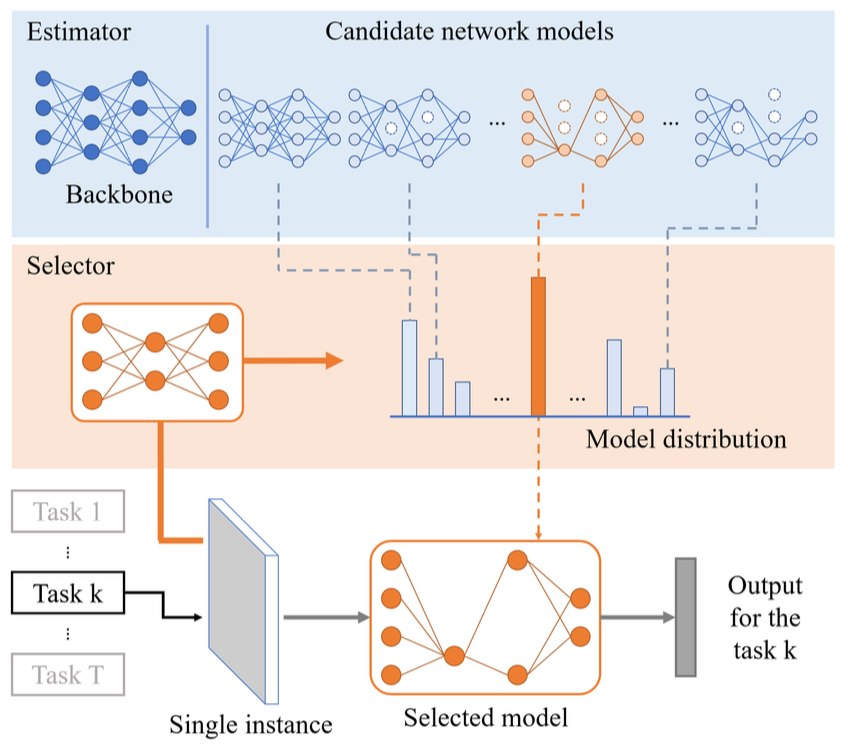 Estimator
Candidate network models
Backbone
...
...
Selector
...
...
Model distribution
Task 1
...
Task k
...
Task T
Single instance
Selected model
Output
for the
task k